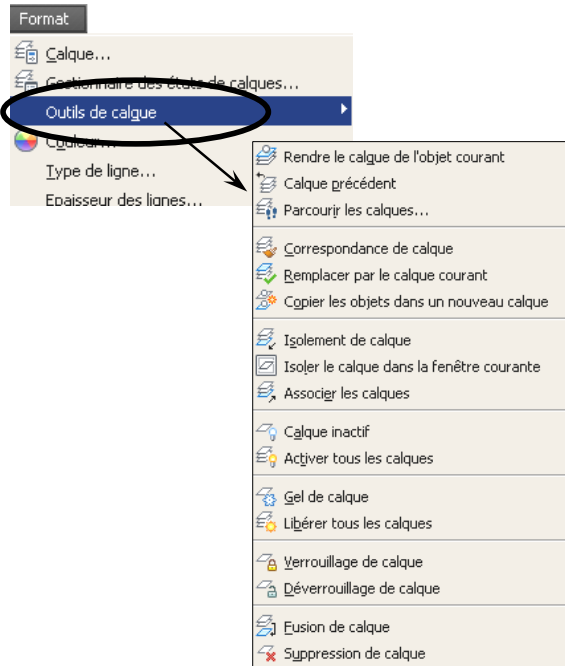 Format
Calque...
Gestionnaire des états de calques...
Outils de calque
Couleur...
Type de ligne...
Epaisseur des lignes...
Rendre le calque de l'objet courant
Calque précédent
Parcourir les calques...
Correspondance de calque
Remplacer par le calque courant
Copier les objets dans un nouveau calque
Isolement de calque
Isoler le calque dans la fenêtre courante
Associer les calques
Calque inactif
Activer tous les calques
Gel de calque
Libérer tous les calques
Verrouillage de calque
Déverrouillage de calque
Fusion de calque
Suppression de calque